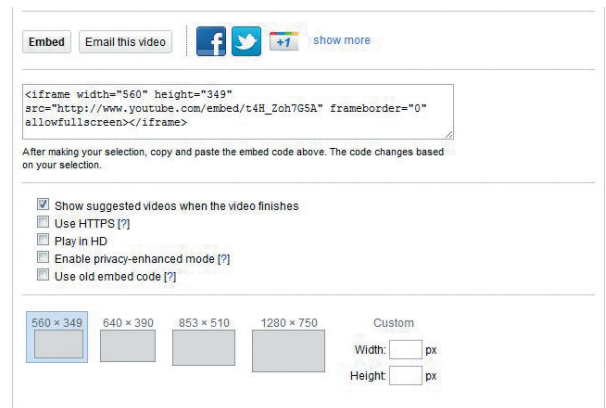 Embed Email this video f +1 show more
<iframe width="560" height="349"
src="http://www.youtube.com/embed/t4H_Zoh7G5A" frameborder="0"
allowfullscreen></iframe>
After making your selection, copy and paste the embed code above. The code changes based
on your selection.
Show suggested videos when the video finishes
Use HTTPS [?]
Play in HD
Enable privacy-enhanced mode [?]
Use old embed code [?]
560 × 349 640 × 390 853 × 510 1280 × 750 Custom
Width: px
Height: px